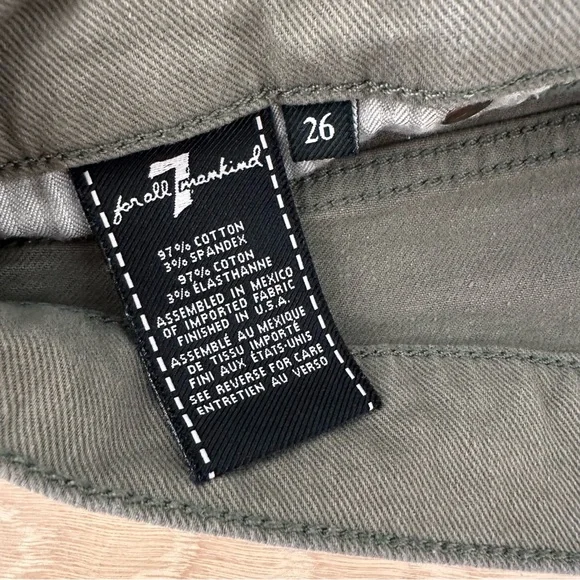 26
for all 7 mankind
97% COTTON
3% SPANDEX
97% COTON
3% ÉLASTHANNE
ASSEMBLED IN MEXICO
OF IMPORTED FABRIC
FINISHED IN U.S.A.
ASSEMBLÉ AU MEXIQUE
DE TISSU IMPORTÉ
FINI AUX ÉTATS-UNIS
SEE REVERSE FOR CARE
ENTRETIEN AU VERSO